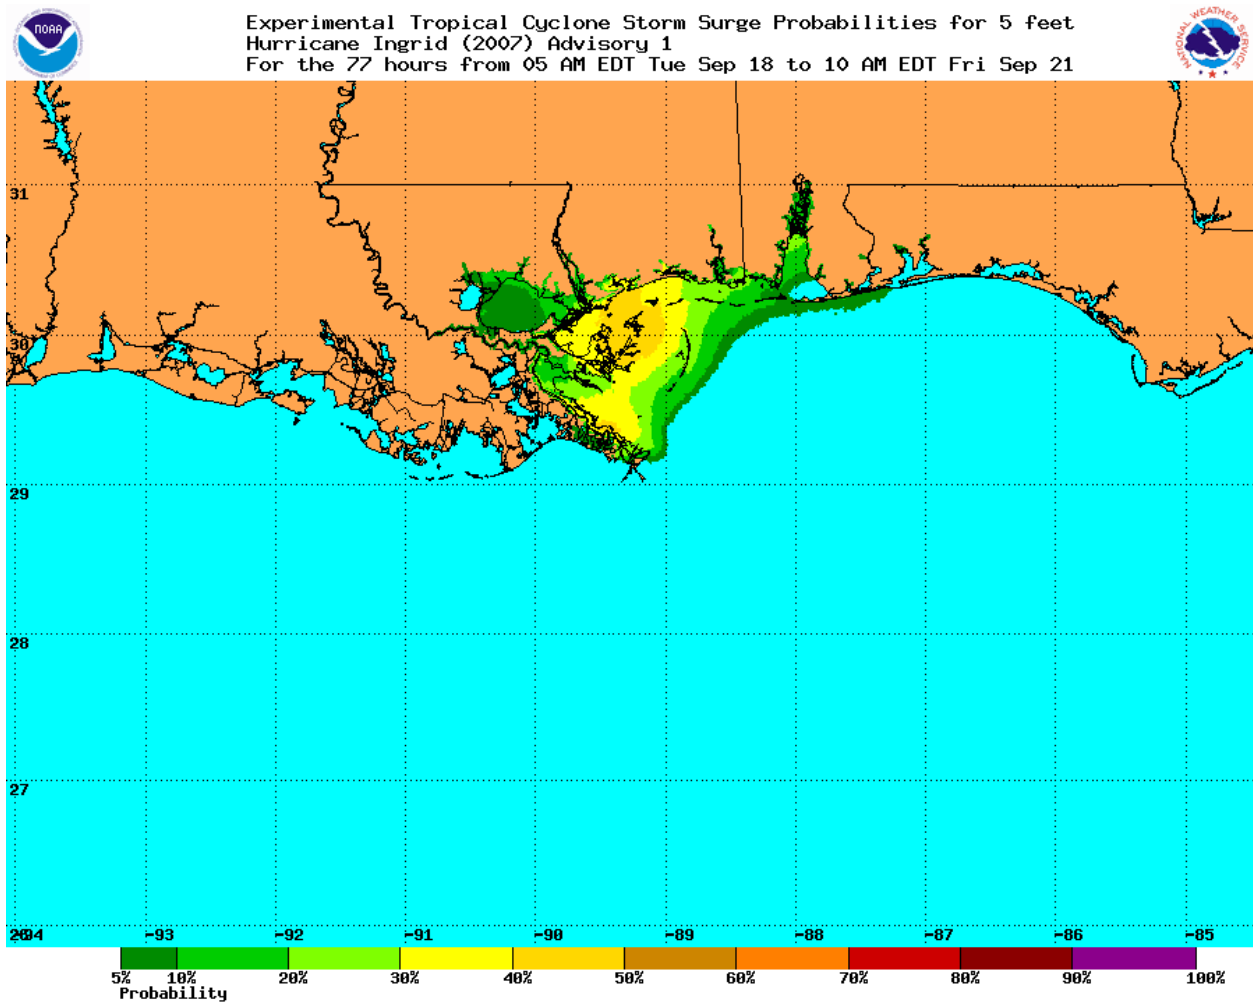 Experimental Tropical Cyclone Storm Surge Probabilities for 5 feet
Hurricane Ingrid (2007) Advisory 1
For the 77 hours from 05 AM EDT Tue Sep 18 to 10 AM EDT Fri Sep 21
NOAA
NATIONAL WEATHER SERVICE
31
30
29
28
27
-94 -93 -92 -91 -90 -89 -88 -87 -86 -85
5% 10% 20% 30% 40% 50% 60% 70% 80% 90% 100%
Probability